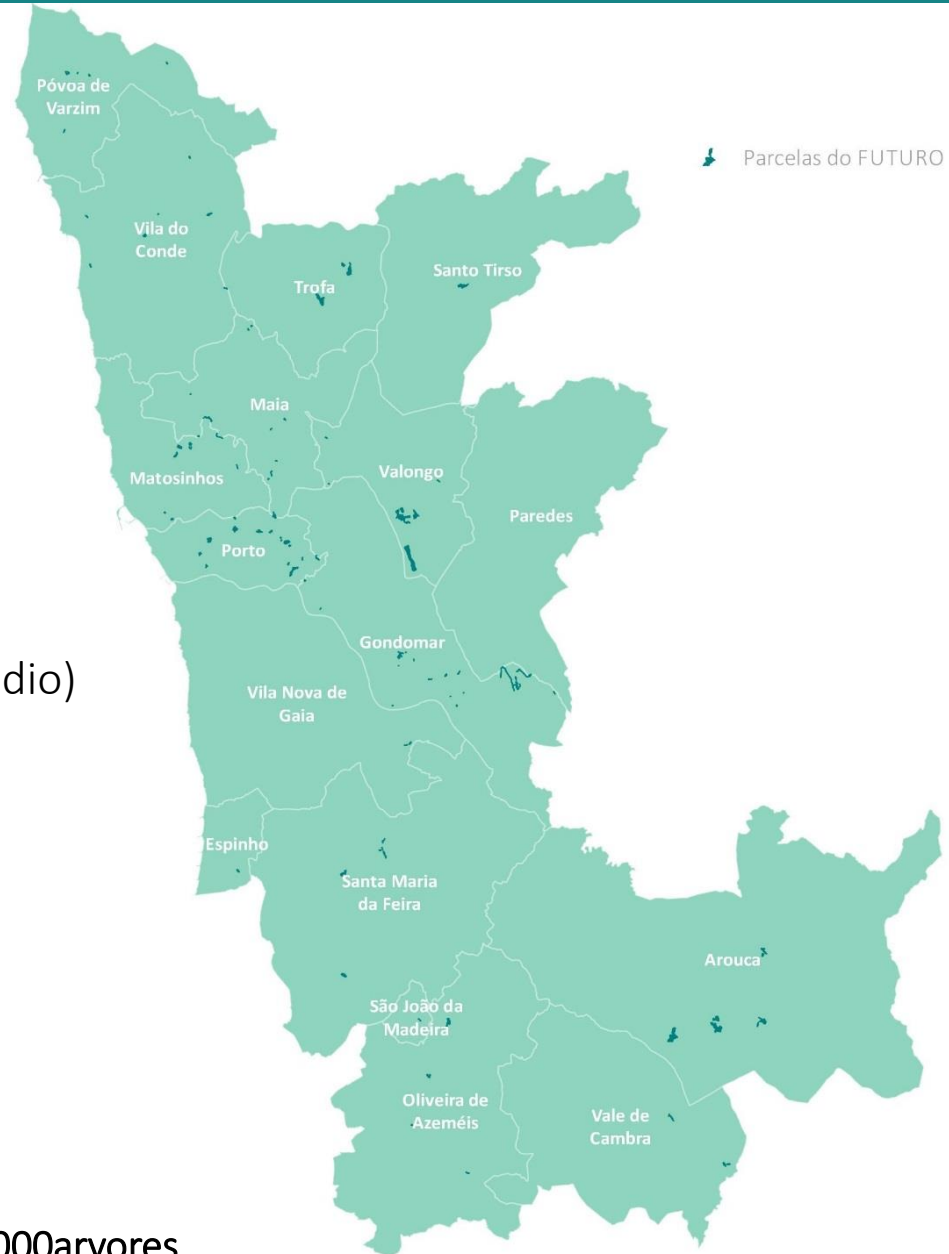 Póvoa de
Varzim
Parcelas do FUTURO
Vila do
Conde
Santo Tirso
Trofa
Maia
Valongo
Matosinhos
Paredes
Porto
Gondomar
dio)
Vila Nova de
Gaia
Espinho
Santa Maria
da Feira
Arouca
São João da
Madeira
Oliveira de
Azeméis
Vale de
Cambra
000arvores